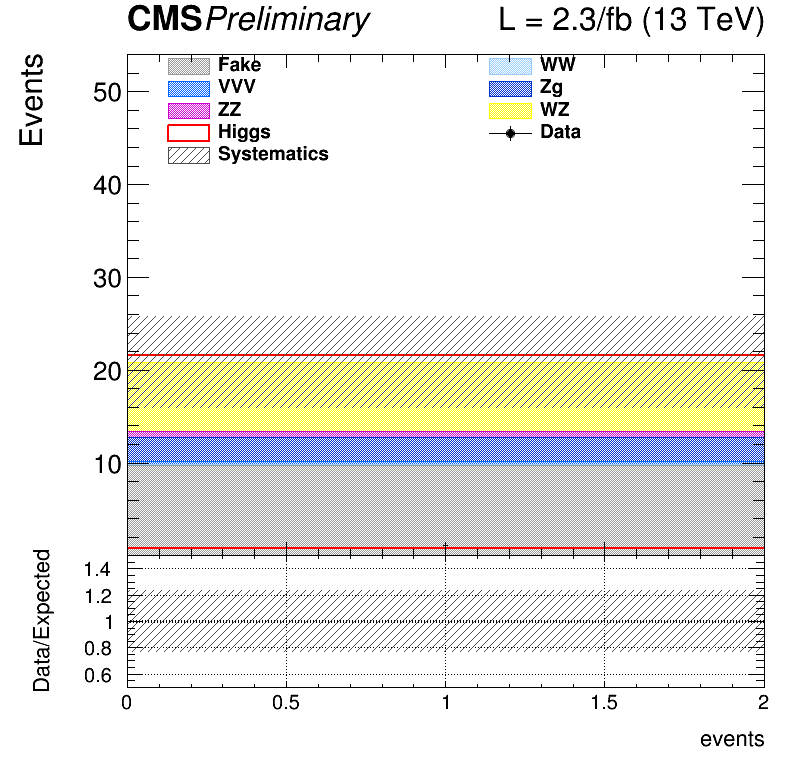 CMS Preliminary L = 2.3/fb (13 TeV)
Events
Fake WW
VVV Zg
ZZ WZ
Higgs Data
Systematics
50
40
30
20
10
Data/Expected
1.4
1.2
1
0.8
0.6
0 0.5 1 1.5 2
events